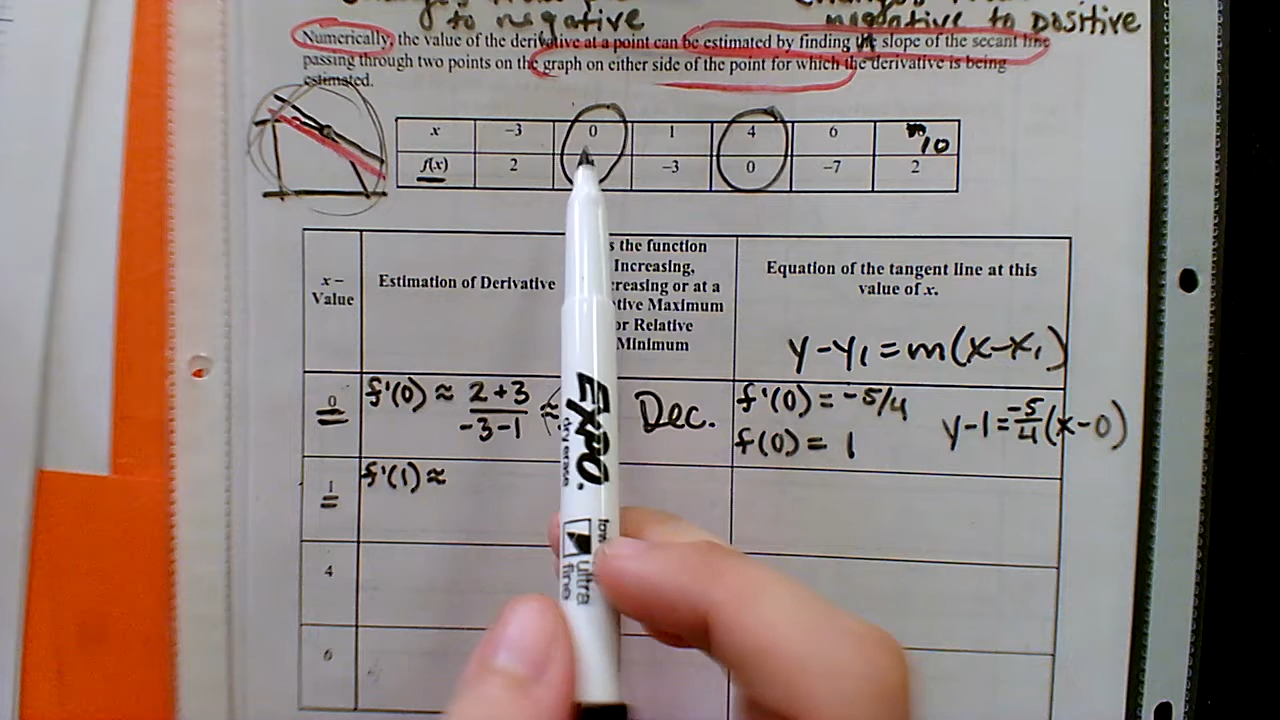 to negative
negative to positive
Numerically, the value of the derivative at a point can be estimated by finding the slope of the secant line
passing through two points on the graph on either side of the point for which the derivative is being
estimated.
x −3 0 1 4 6 10
f(x) 2 −3 0 −7 2
x – Value
Estimation of Derivative
s the function
Increasing,
creasing or at a
tive Maximum
or Relative
Minimum
Equation of the tangent line at this
value of x.
y-y₁=m(x-x₁)
0 f'(0) ≈ 2+3 / -3-1 ≈ Dec. f'(0) = -5/4
f(0) = 1
y-1=-5/4(x-0)
1 f'(1) ≈
4
6
EXPO.
dry erase
ultra
fine